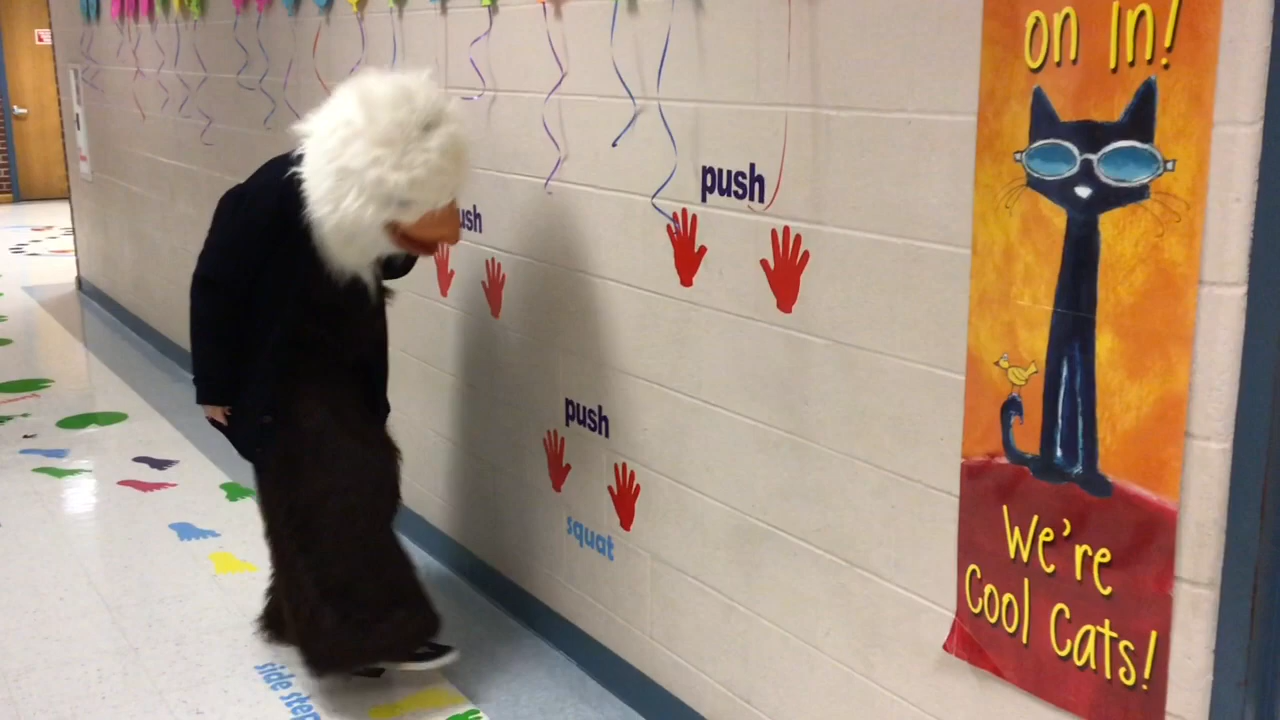 on in!
push
ush
push
squat
We're
Cool Cats!
side step